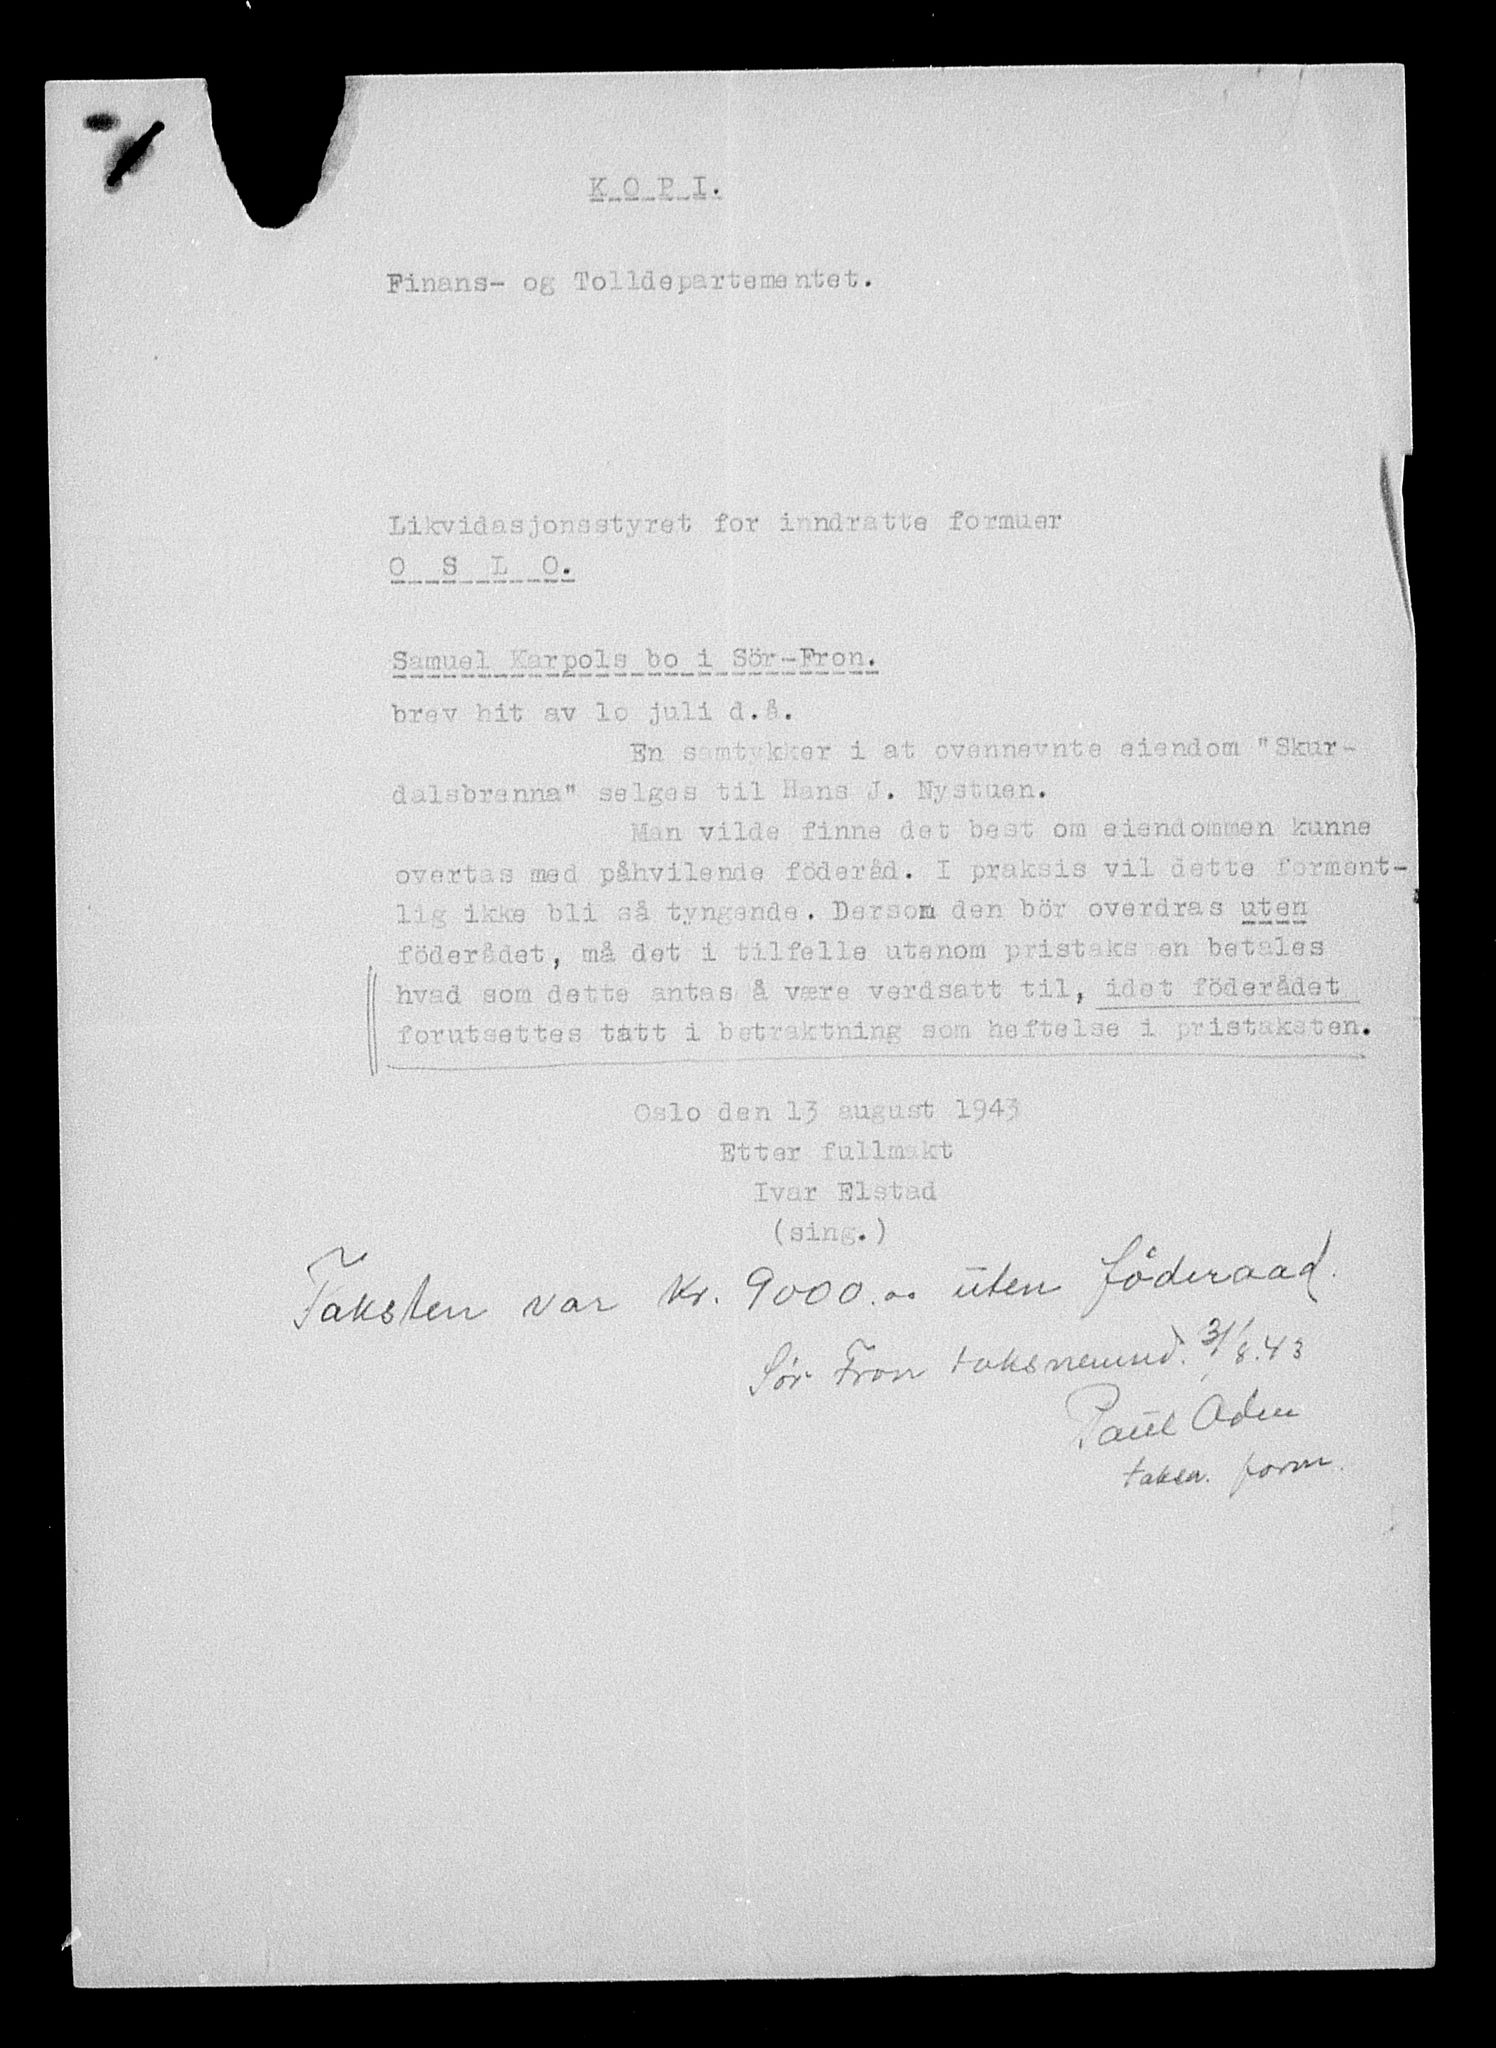 KOPI.
Finans- og Tolldepartementet.
Likvidasjonsstyret for inndratte formuer
OSLO.
Samuel Karpols bo i Sör-Fron.
brev hit av lo juli d.å.
En samtykker i at ovennevnte eiendom "Skur-
dalsbrenna" selges til Hans J. Nystuen.
Man vilde finne det best om eiendommen kunne
overtas med påhvilende föderåd. I praksis vil dette forment-
lig ikke bli så tyngende. Dersom den bör overdras uten
föderådet, må det i tilfelle utenom pristaksten betales
hvad som dette antas å være verdsatt til, idet föderådet
forutsettes tatt i betraktning som heftelse i pristaksten.
Oslo den 13 august 1943
Etter fullmakt
Ivar Elstad
(sing.)
Taksten var kr. 9000.00 uten föderaad.
Sör Fron taksnemnd. 31/8.43
Paul Oden
taksn. form.